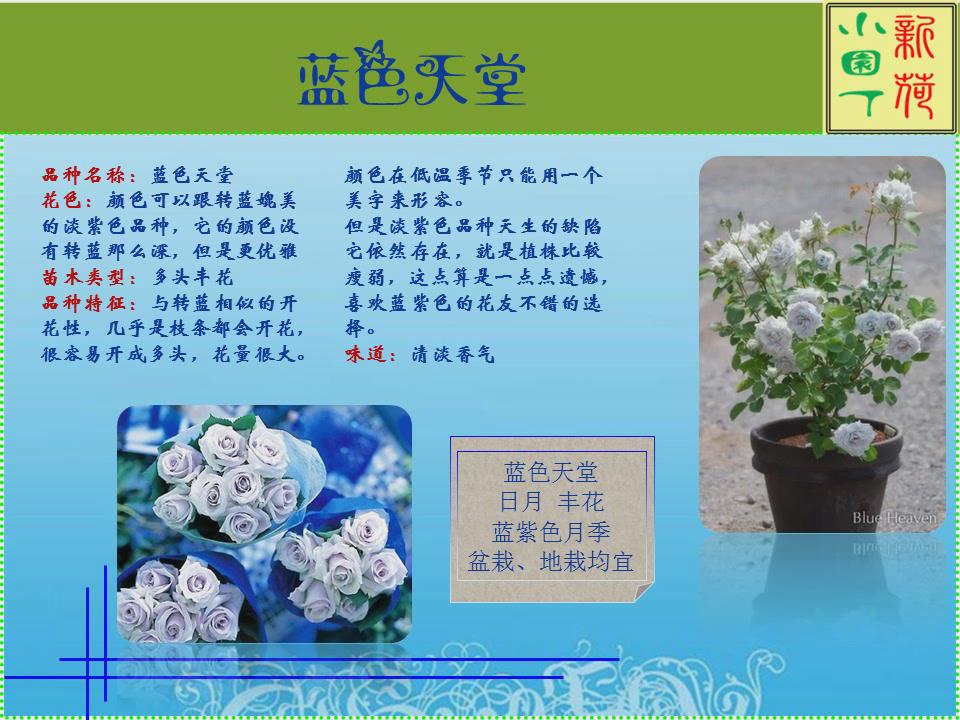 蓝色天堂
新荷
小園丁
品种名称：蓝色天堂
花色：颜色可以跟转蓝媲美
的淡紫色品种，它的颜色没
有转蓝那么深，但是更优雅
苗木类型：多头丰花
品种特征：与转蓝相似的开
花性，几乎是枝条都会开花，
很容易开成多头，花量很大。
颜色在低温季节只能用一个
美字来形容。
但是淡紫色品种天生的缺陷
它依然存在，就是植株比较
瘦弱，这点算是一点点遗憾，
喜欢蓝紫色的花友不错的选
择。
味道：清淡香气
蓝色天堂
日月 丰花
蓝紫色月季
盆栽、地栽均宜
Blue Heaven